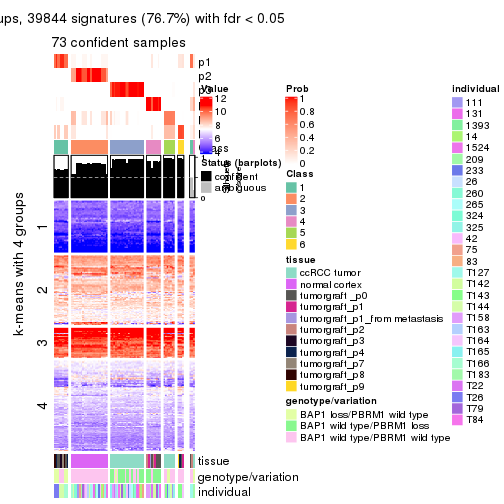 ups, 39844 signatures (76.7%) with fdr < 0.05
73 confident samples
p1
p2
Value
12
10
8
6
4
Class
Status (barplots)
confident
ambiguous
1
0
k-means with 4 groups
1
2
3
4
tissue
genotype/variation
individual
Prob
1
0.8
0.6
0.4
0.2
0
Class
1
2
3
4
5
6
tissue
ccRCC tumor
normal cortex
tumorgraft _p0
tumorgraft_p1
tumorgraft_p1_from metastasis
tumorgraft_p2
tumorgraft_p3
tumorgraft_p4
tumorgraft_p7
tumorgraft_p8
tumorgraft_p9
genotype/variation
BAP1 loss/PBRM1 wild type
BAP1 wild type/PBRM1 loss
BAP1 wild type/PBRM1 wild type
individual
111
131
1393
14
1524
209
233
26
260
265
324
325
42
75
83
T127
T142
T143
T144
T158
T163
T164
T165
T166
T183
T22
T26
T79
T84